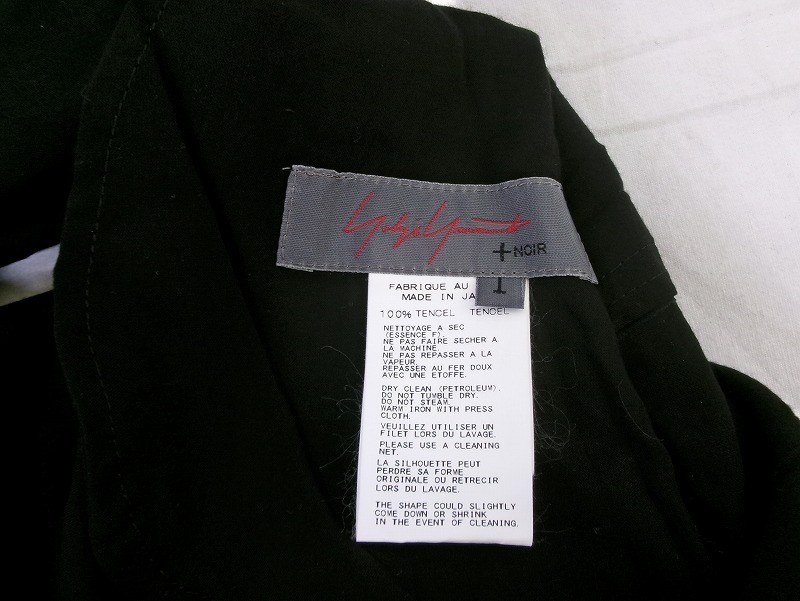 Yohji Yamamoto
+NOIR
1
FABRIQUE AU
MADE IN JA
100% TENCEL TENCEL
NETTOYAGE A SEC
(ESSENCE F).
NE PAS FAIRE SECHER A
LA MACHINE.
NE PAS REPASSER A LA
VAPEUR.
REPASSER AU FER DOUX
AVEC UNE ETOFFE.
DRY CLEAN (PETROLEUM).
DO NOT TUMBLE DRY.
DO NOT STEAM.
WARM IRON WITH PRESS
CLOTH.
VEUILLEZ UTILISER UN
FILET LORS DU LAVAGE.
PLEASE USE A CLEANING
NET.
LA SILHOUETTE PEUT
PERDRE SA FORME
ORIGINALE OU RETRECIR
LORS DU LAVAGE.
THE SHAPE COULD SLIGHTLY
COME DOWN OR SHRINK
IN THE EVENT OF CLEANING.